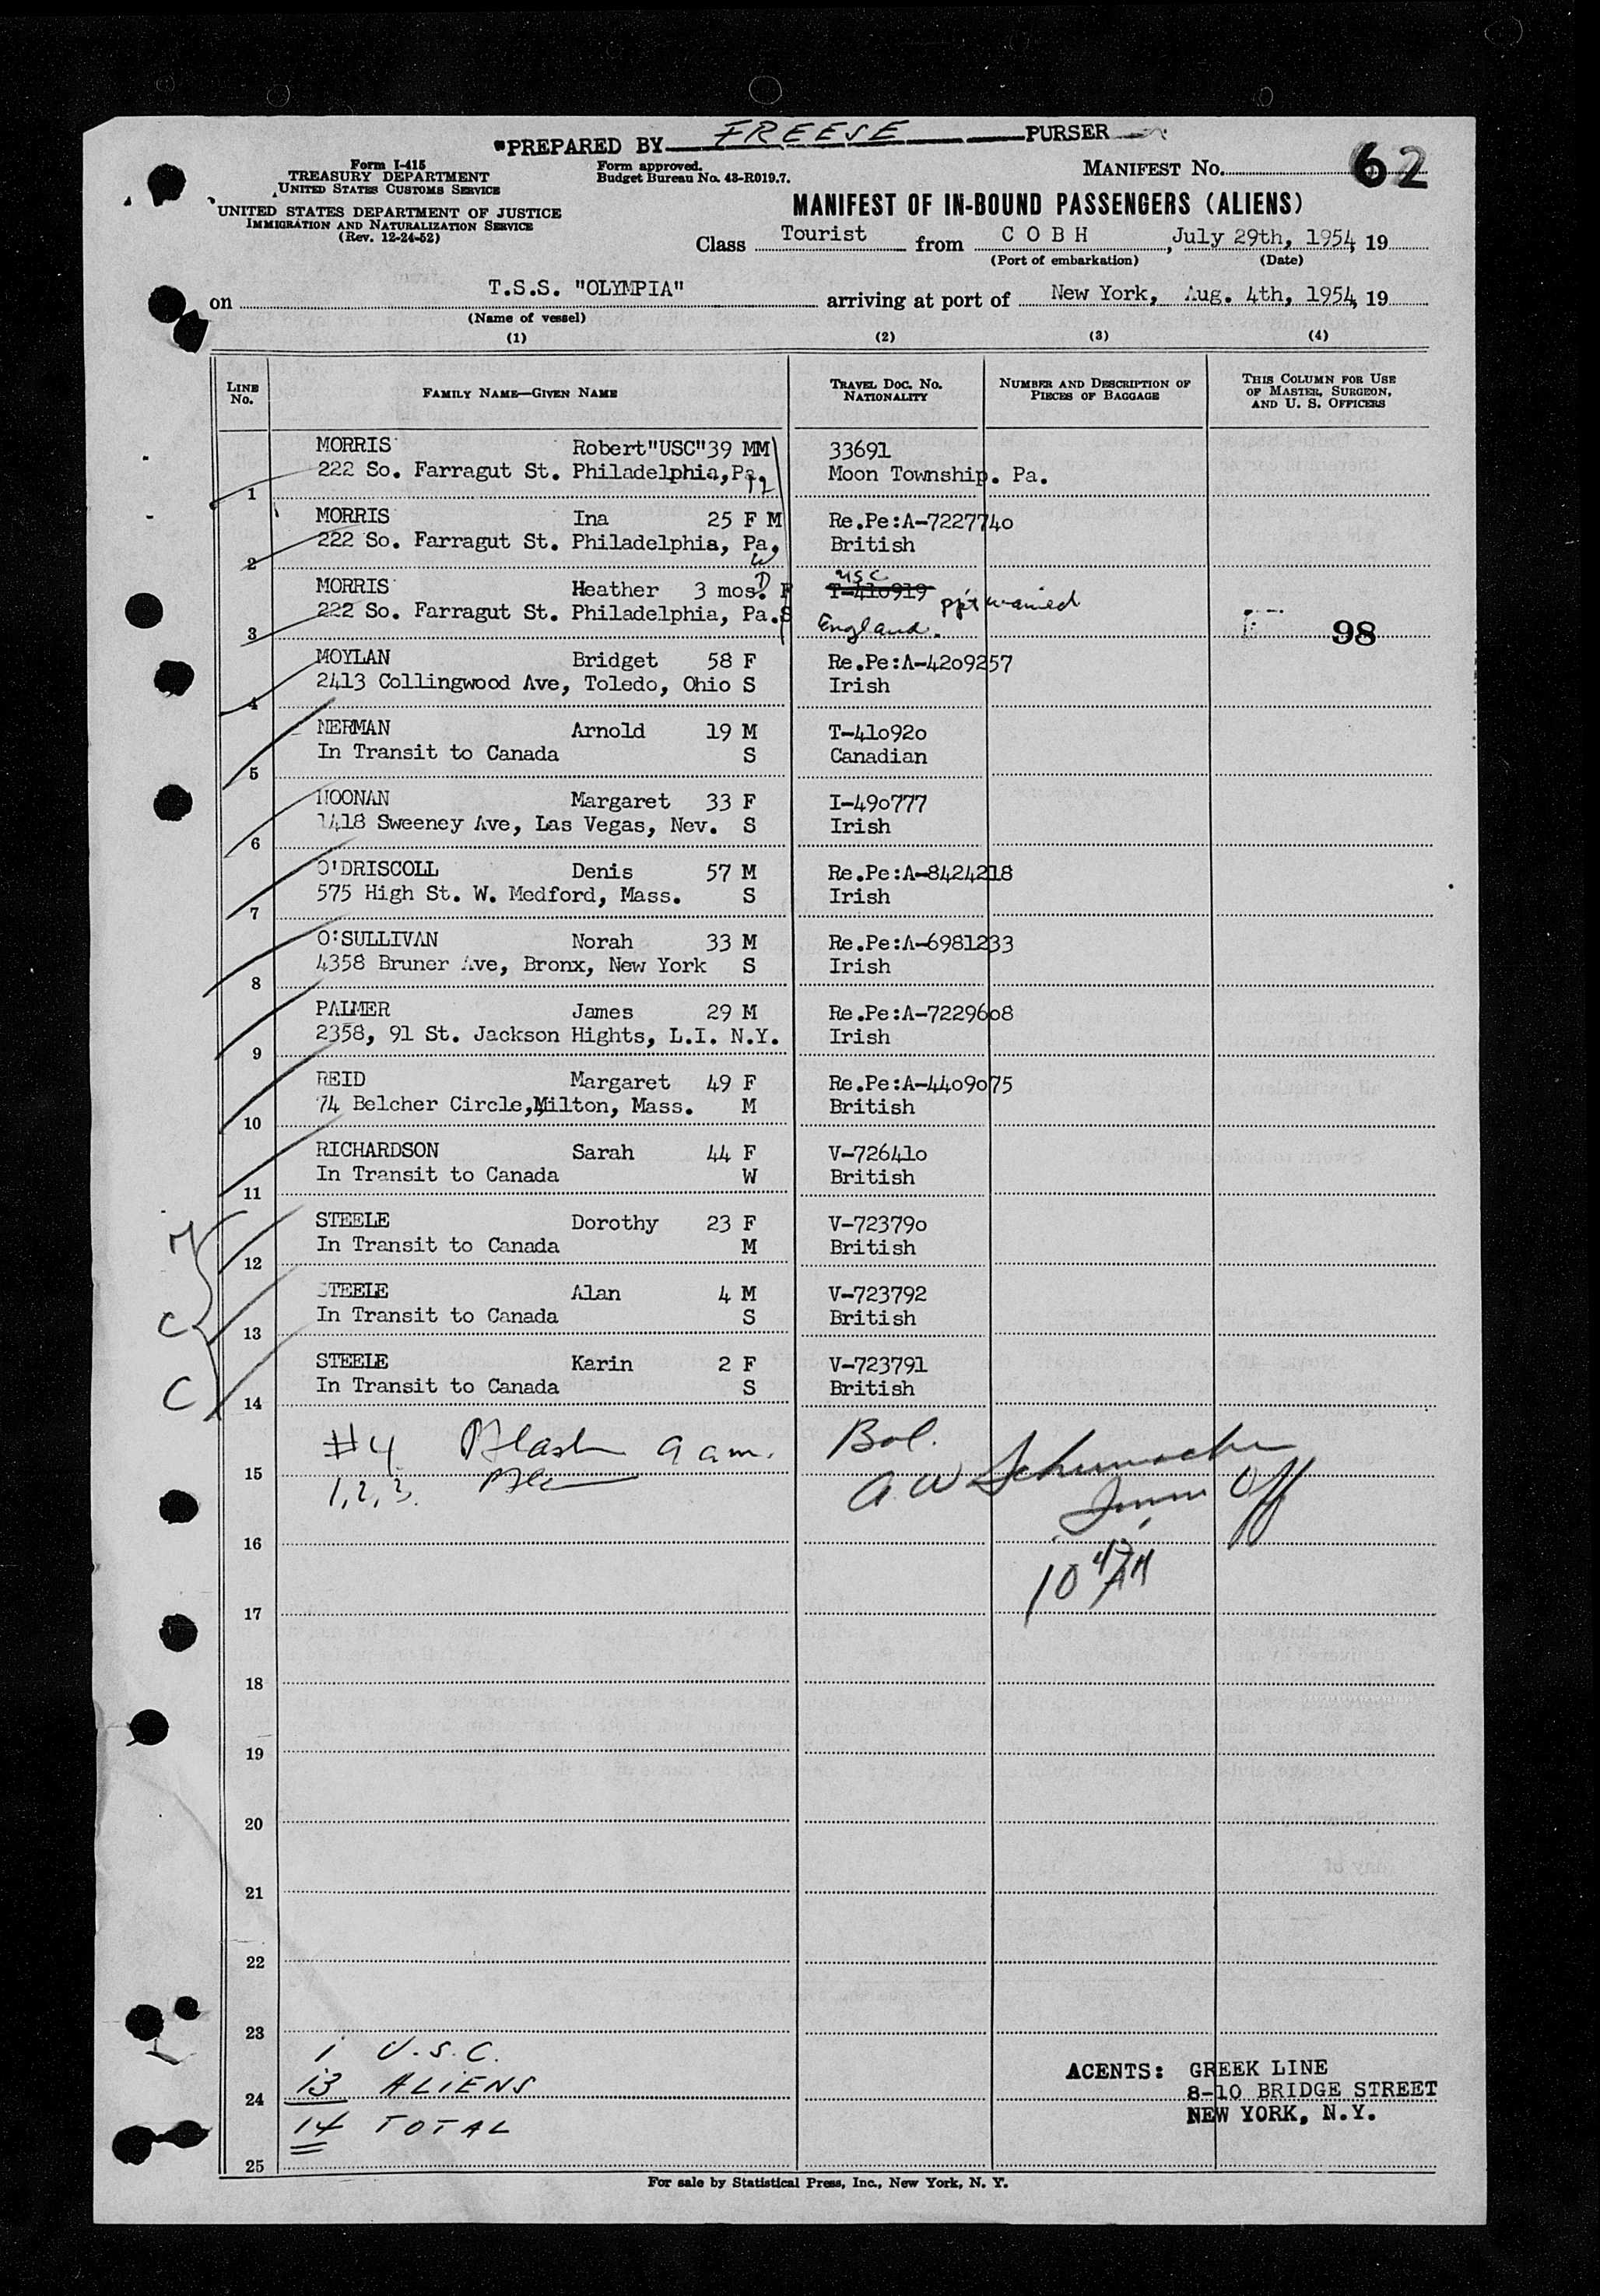 PREPARED BY FREESE PURSER
Form I-415
TREASURY DEPARTMENT
UNITED STATES CUSTOMS SERVICE
UNITED STATES DEPARTMENT OF JUSTICE
IMMIGRATION AND NATURALIZATION SERVICE
(Rev. 12-24-52)
Form approved.
Budget Bureau No. 43-R019.7.
MANIFEST No. 62
MANIFEST OF IN-BOUND PASSENGERS (ALIENS)
Class Tourist from C O B H, July 29th, 1954, 19
(Port of embarkation) (Date)
on T.S.S. "OLYMPIA" arriving at port of New York, Aug. 4th, 1954, 19
(Name of vessel)
(1) (2) (3) (4)
LINE No. FAMILY NAME—GIVEN NAME TRAVEL DOC. NO. NATIONALITY NUMBER AND DESCRIPTION OF PIECES OF BAGGAGE THIS COLUMN FOR USE OF MASTER, SURGEON, AND U. S. OFFICERS
MORRIS Robert "USC" 39 MM 33691
1 222 So. Farragut St. Philadelphia, Pa. Moon Township. Pa.
MORRIS Ina 25 F M Re.Pe:A-7227740
2 222 So. Farragut St. Philadelphia, Pa. British
MORRIS Heather 3 mos. F T-410919 USC
3 222 So. Farragut St. Philadelphia, Pa. S England. ppt waived 98
MOYLAN Bridget 58 F Re.Pe:A-4209257
4 2413 Collingwood Ave, Toledo, Ohio S Irish
NERMAN Arnold 19 M T-410920
5 In Transit to Canada S Canadian
NOONAN Margaret 33 F I-490777
6 1418 Sweeney Ave, Las Vegas, Nev. S Irish
O'DRISCOLL Denis 57 M Re.Pe:A-8424218
7 575 High St. W. Medford, Mass. S Irish
O'SULLIVAN Norah 33 M Re.Pe:A-6981233
8 4358 Bruner Ave, Bronx, New York S Irish
PALMER James 29 M Re.Pe:A-7229608
9 2358, 91 St. Jackson Hights, L.I. N.Y. Irish
REID Margaret 49 F Re.Pe:A-4409075
10 74 Belcher Circle, Milton, Mass. M British
RICHARDSON Sarah 44 F V-726410
11 In Transit to Canada W British
STEELE Dorothy 23 F V-723790
12 In Transit to Canada M British
STEELE Alan 4 M V-723792
C 13 In Transit to Canada S British
STEELE Karin 2 F V-723791
C 14 In Transit to Canada S British
#4 9 am. Bol.
15 A W Schumacher
1, 2, 3. Off
16
10 47 AM
17
18
19
20
21
22
23
1 U.S.C.
24 13 ALIENS
14 TOTAL
25
AGENTS: GREEK LINE
8-10 BRIDGE STREET
NEW YORK, N.Y.
For sale by Statistical Press, Inc., New York, N. Y.